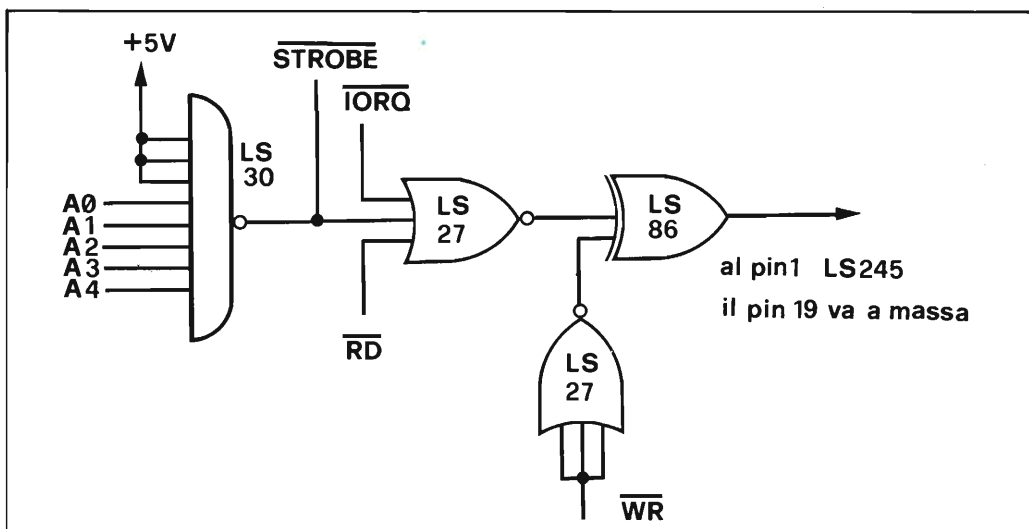 +5V
STROBE
IORQ
LS
30
A0
A1
A2
A3
A4
LS
27
LS
86
al pin1 LS245
il pin 19 va a massa
RD
LS
27
WR